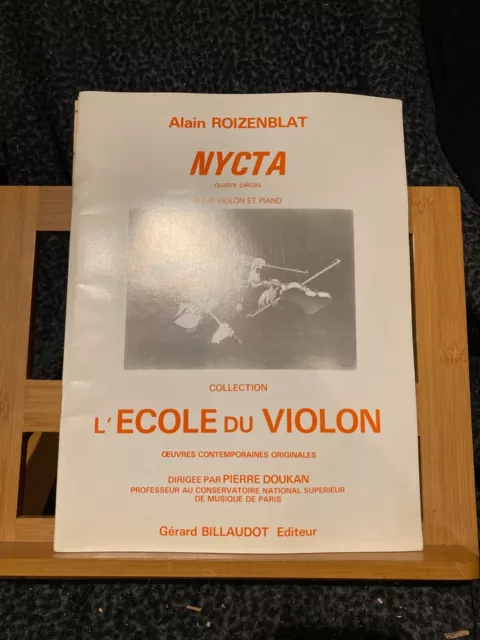 Alain ROIZENBLAT
NYCTA
quatre pièces
POUR VIOLON ET PIANO
COLLECTION
L'ECOLE DU VIOLON
ŒUVRES CONTEMPORAINES ORIGINALES
DIRIGEE PAR PIERRE DOUKAN
PROFESSEUR AU CONSERVATOIRE NATIONAL SUPERIEUR
DE MUSIQUE DE PARIS
Gérard BILLAUDOT Editeur